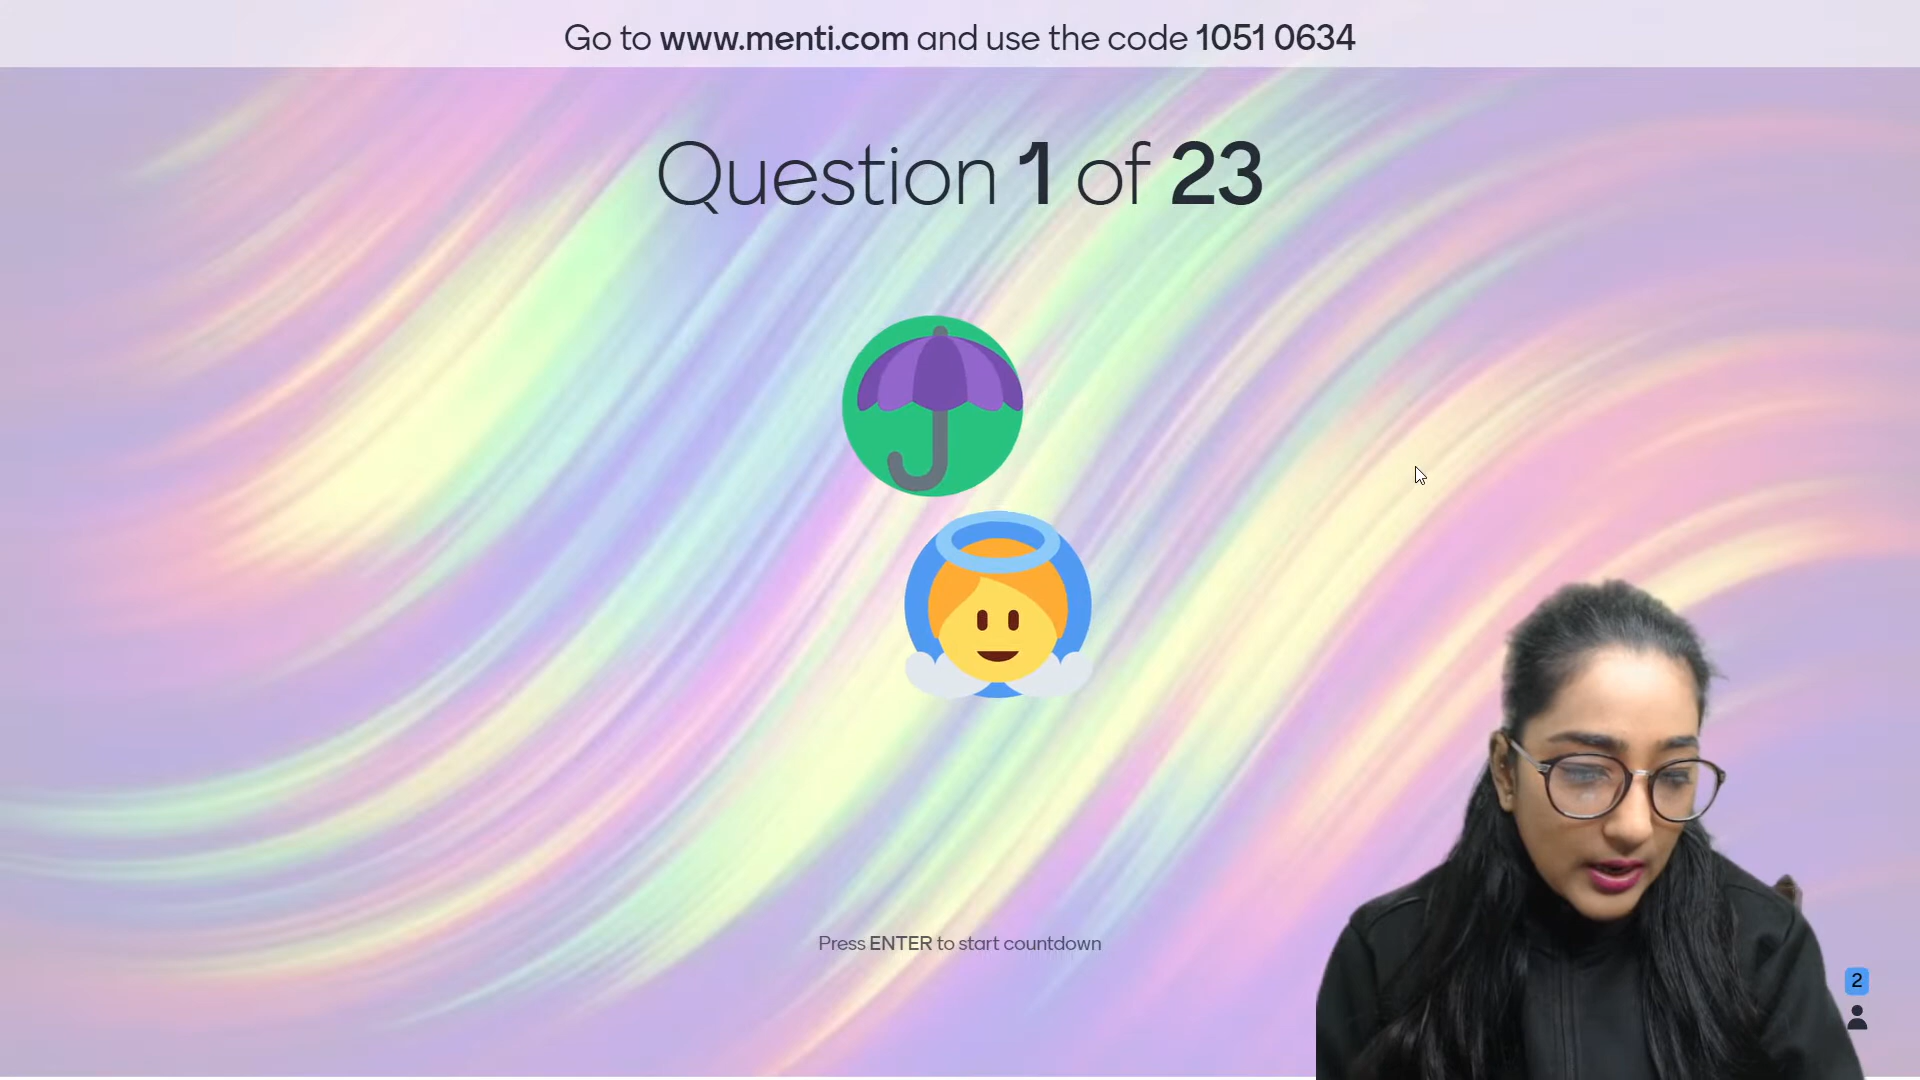 Go to www.menti.com and use the code 1051 0634
Question 1 of 23
Press ENTER to start countdown
2